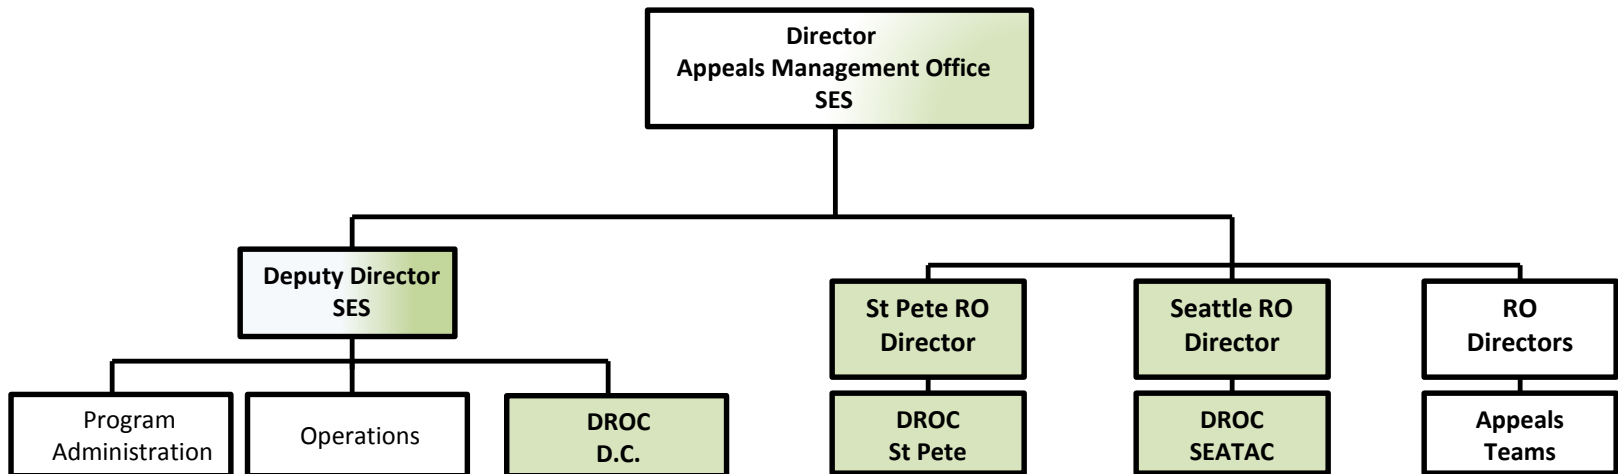 Director
Appeals Management Office
SES
Deputy Director
SES
St Pete RO
Director
Seattle RO
Director
RO
Directors
Program
Administration
Operations
DROC
D.C.
DROC
St Pete
DROC
SEATAC
Appeals
Teams